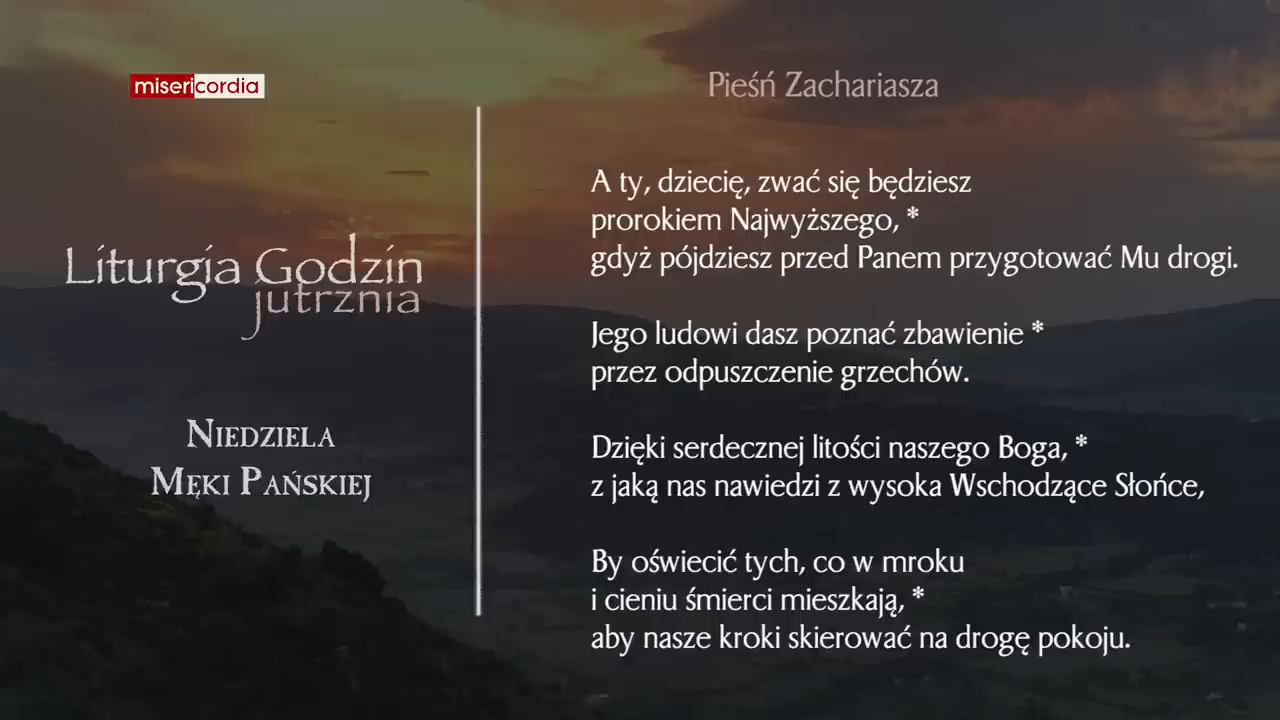 misericordia
Liturgia Godzin
jutrznia
Niedziela
Męki Pańskiej
Pieśń Zachariasza
A ty, dziecię, zwać się będziesz
prorokiem Najwyższego, *
gdyż pójdziesz przed Panem przygotować Mu drogi.
Jego ludowi dasz poznać zbawienie *
przez odpuszczenie grzechów.
Dzięki serdecznej litości naszego Boga, *
z jaką nas nawiedzi z wysoka Wschodzące Słońce,
By oświecić tych, co w mroku
i cieniu śmierci mieszkają, *
aby nasze kroki skierować na drogę pokoju.